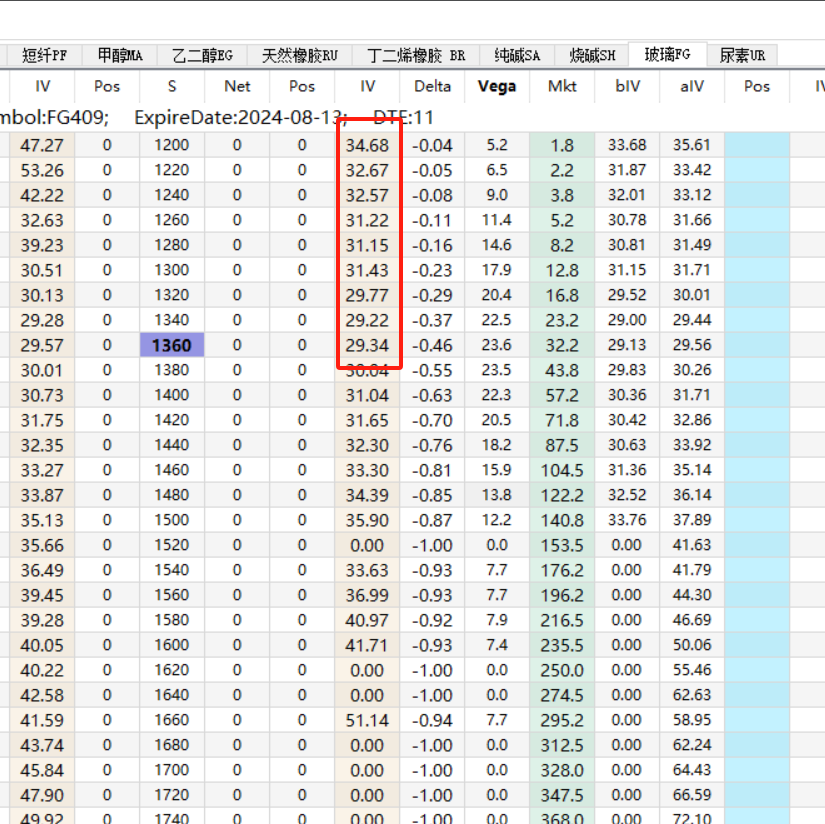 短纤PF 甲醇MA 乙二醇EG 天然橡胶RU 丁二烯橡胶 BR 纯碱SA 烧碱SH 玻璃FG 尿素UR
IV Pos S Net Pos IV Delta Vega Mkt bIV aIV Pos IV
mbol:FG409; ExpireDate:2024-08-13; DTE:11
47.27 0 1200 0 0 34.68 -0.04 5.2 1.8 33.68 35.61
53.26 0 1220 0 0 32.67 -0.05 6.5 2.2 31.87 33.42
42.22 0 1240 0 0 32.57 -0.08 9.0 3.8 32.01 33.12
32.63 0 1260 0 0 31.22 -0.11 11.4 5.2 30.78 31.66
39.23 0 1280 0 0 31.15 -0.16 14.6 8.2 30.81 31.49
30.51 0 1300 0 0 31.43 -0.23 17.9 12.8 31.15 31.71
30.13 0 1320 0 0 29.77 -0.29 20.4 16.8 29.52 30.01
29.28 0 1340 0 0 29.22 -0.37 22.5 23.2 29.00 29.44
29.57 0 1360 0 0 29.34 -0.46 23.6 32.2 29.13 29.56
30.01 0 1380 0 0 30.04 -0.55 23.5 43.8 29.83 30.26
30.73 0 1400 0 0 31.04 -0.63 22.3 57.2 30.36 31.71
31.75 0 1420 0 0 31.65 -0.70 20.5 71.8 30.42 32.86
32.35 0 1440 0 0 32.30 -0.76 18.2 87.5 30.63 33.92
33.27 0 1460 0 0 33.30 -0.81 15.9 104.5 31.36 35.14
33.87 0 1480 0 0 34.39 -0.85 13.8 122.2 32.52 36.14
35.13 0 1500 0 0 35.90 -0.87 12.2 140.8 33.76 37.89
35.66 0 1520 0 0 0.00 -1.00 0.0 153.5 0.00 41.63
36.49 0 1540 0 0 33.63 -0.93 7.7 176.2 0.00 41.79
39.45 0 1560 0 0 36.99 -0.93 7.7 196.2 0.00 44.30
39.28 0 1580 0 0 40.97 -0.92 7.9 216.5 0.00 46.69
40.05 0 1600 0 0 41.71 -0.93 7.4 235.5 0.00 50.06
40.22 0 1620 0 0 0.00 -1.00 0.0 250.0 0.00 55.46
42.58 0 1640 0 0 0.00 -1.00 0.0 274.5 0.00 62.63
41.59 0 1660 0 0 51.14 -0.94 7.7 295.2 0.00 58.95
43.74 0 1680 0 0 0.00 -1.00 0.0 312.5 0.00 62.24
45.84 0 1700 0 0 0.00 -1.00 0.0 328.0 0.00 64.43
47.90 0 1720 0 0 0.00 -1.00 0.0 347.5 0.00 66.59
49.92 0 1740 0 0 0.00 -1.00 0.0 368.0 0.00 72.10